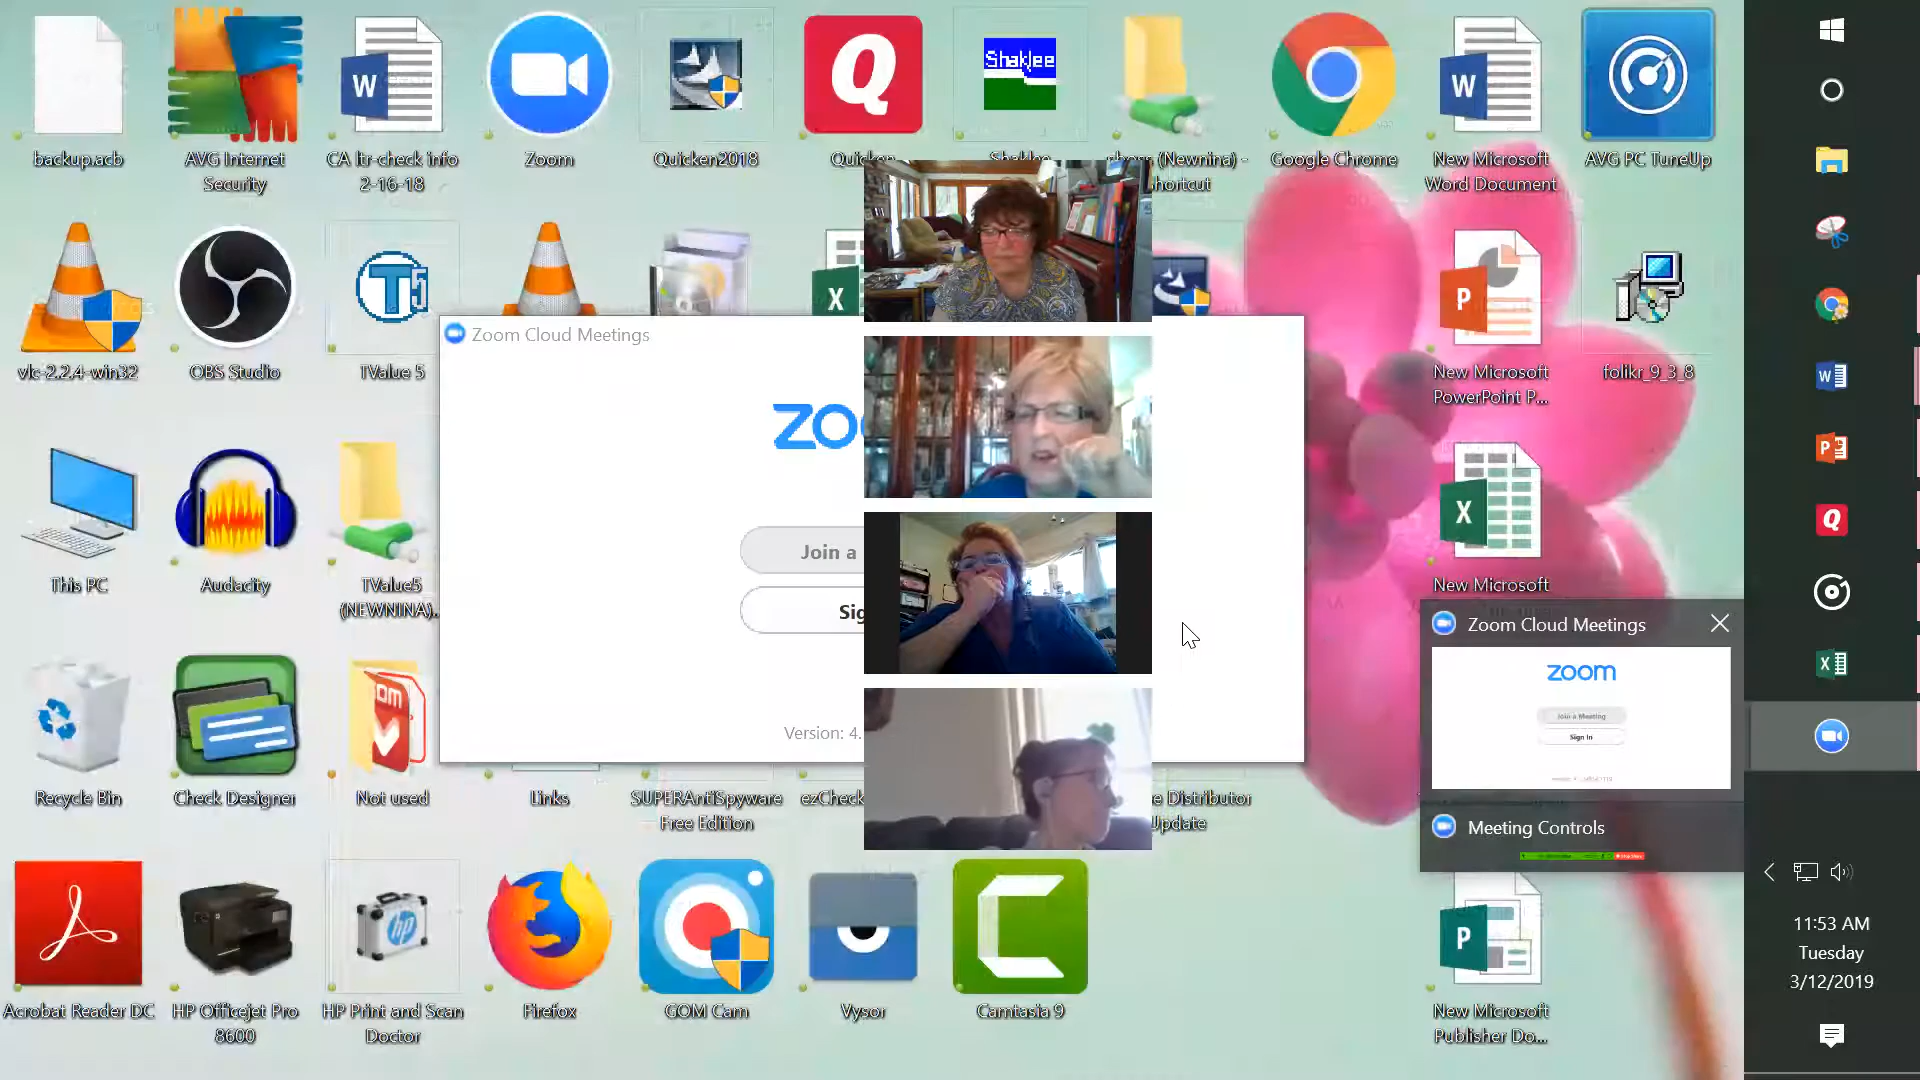 backup.acb
AVG Internet
Security
CA ltr-check info
2-16-18
Zoom
Quicken2018
Quicken
Shaklee
Shaklee
(Newnina) -
Google Chrome
New Microsoft
Word Document
AVG PC TuneUp
vlc-2.2.4-win32
OBS Studio
TValue 5
New Microsoft
PowerPoint P...
folikr_9_3_8
Zoom Cloud Meetings
zo
Join a
Sig
Version: 4.
This PC
Audacity
TValue5
(NEWNINA)..
New Microsoft
Zoom Cloud Meetings
zoom
Join a Meeting
Sign In
Meeting Controls
Recycle Bin
Check Designer
Not used
Links
SUPERAntiSpyware
Free Edition
ezCheck
e Distributor
Update
Acrobat Reader DC
HP Officejet Pro
8600
HP Print and Scan
Doctor
Firefox
GOM Cam
Vysor
Camtasia 9
New Microsoft
Publisher Do...
11:53 AM
Tuesday
3/12/2019